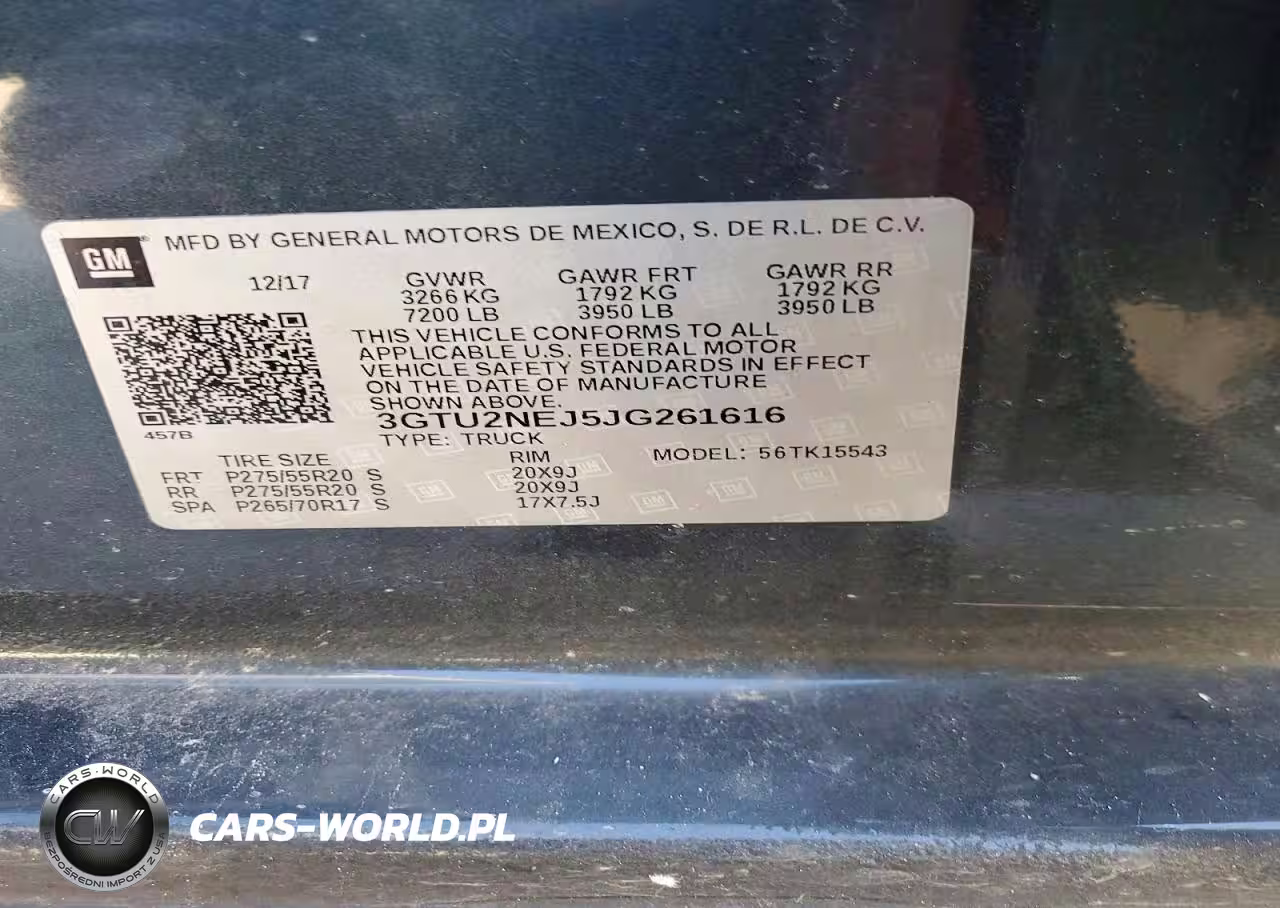 GM® MFD BY GENERAL MOTORS DE MEXICO, S. DE R.L. DE C.V.
12/17 GVWR GAWR FRT GAWR RR
3266 KG 1792 KG 1792 KG
7200 LB 3950 LB 3950 LB
THIS VEHICLE CONFORMS TO ALL
APPLICABLE U.S. FEDERAL MOTOR
VEHICLE SAFETY STANDARDS IN EFFECT
ON THE DATE OF MANUFACTURE
SHOWN ABOVE.
3GTU2NEJ5JG261616
457B TYPE: TRUCK
TIRE SIZE RIM MODEL: 56TK15543
FRT P275/55R20 S 20X9J
RR P275/55R20 S 20X9J
SPA P265/70R17 S 17X7.5J
CARS-WORLD
CW
BEZPOŚREDNI IMPORT Z USA
CARS-WORLD.PL